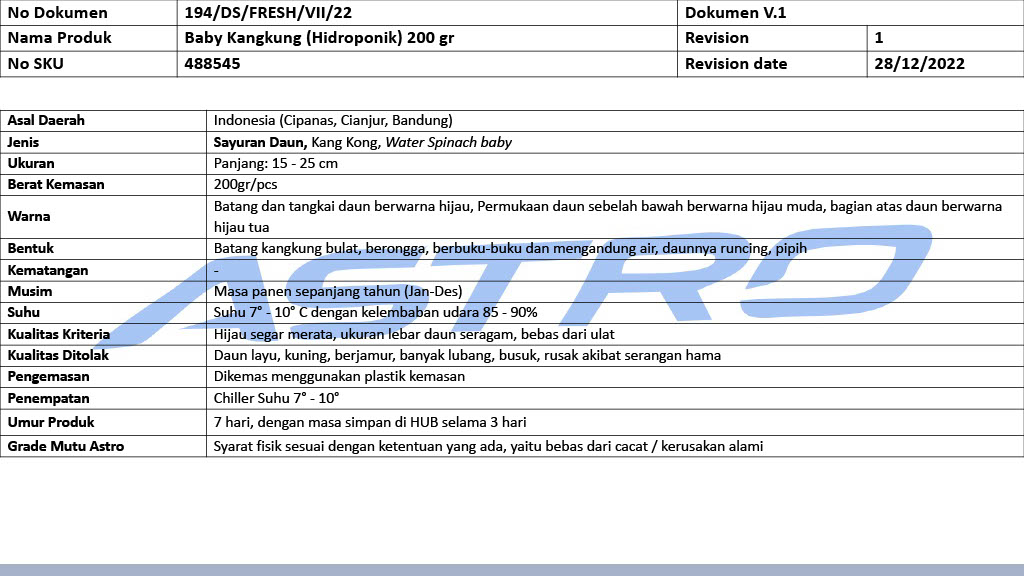 No Dokumen 194/DS/FRESH/VII/22 Dokumen V.1
Nama Produk Baby Kangkung (Hidroponik) 200 gr Revision 1
No SKU 488545 Revision date 28/12/2022
Asal Daerah Indonesia (Cipanas, Cianjur, Bandung)
Jenis Sayuran Daun, Kang Kong, Water Spinach baby
Ukuran Panjang: 15 - 25 cm
Berat Kemasan 200gr/pcs
Warna Batang dan tangkai daun berwarna hijau, Permukaan daun sebelah bawah berwarna hijau muda, bagian atas daun berwarna
hijau tua
Bentuk Batang kangkung bulat, berongga, berbuku-buku dan mengandung air, daunnya runcing, pipih
Kematangan -
Musim Masa panen sepanjang tahun (Jan-Des)
Suhu Suhu 7° - 10° C dengan kelembaban udara 85 - 90%
Kualitas Kriteria Hijau segar merata, ukuran lebar daun seragam, bebas dari ulat
Kualitas Ditolak Daun layu, kuning, berjamur, banyak lubang, busuk, rusak akibat serangan hama
Pengemasan Dikemas menggunakan plastik kemasan
Penempatan Chiller Suhu 7° - 10°
Umur Produk 7 hari, dengan masa simpan di HUB selama 3 hari
Grade Mutu Astro Syarat fisik sesuai dengan ketentuan yang ada, yaitu bebas dari cacat / kerusakan alami
ASTRO